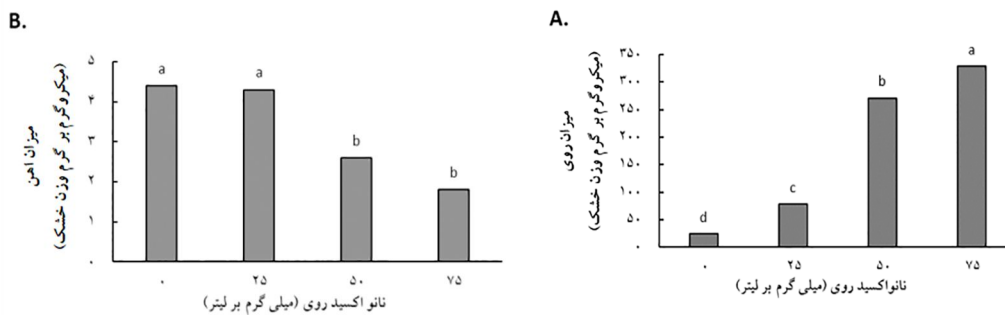 B.
میزان آهن
(میکروگرم بر گرم وزن خشک)
۵
۴
۳
۲
۱
۰
a
a
b
b
۰ ۲۵ ۵۰ ۷۵
نانو اکسید روی (میلی گرم بر لیتر)
A.
میزان روی
(میکروگرم بر گرم وزن خشک)
۳۵۰
۳۰۰
۲۵۰
۲۰۰
۱۵۰
۱۰۰
۵۰
۰
d
c
b
a
۰ ۲۵ ۵۰ ۷۵
نانواکسید روی (میلی گرم بر لیتر)